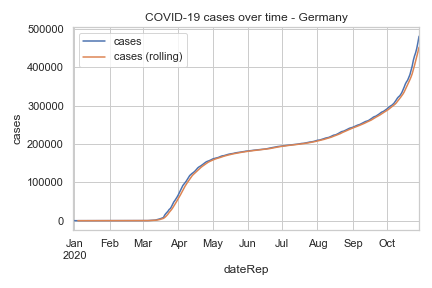 COVID-19 cases over time - Germany
cases
cases (rolling)
500000
400000
300000
200000
100000
0
cases
Jan Feb Mar Apr May Jun Jul Aug Sep Oct
2020
dateRep